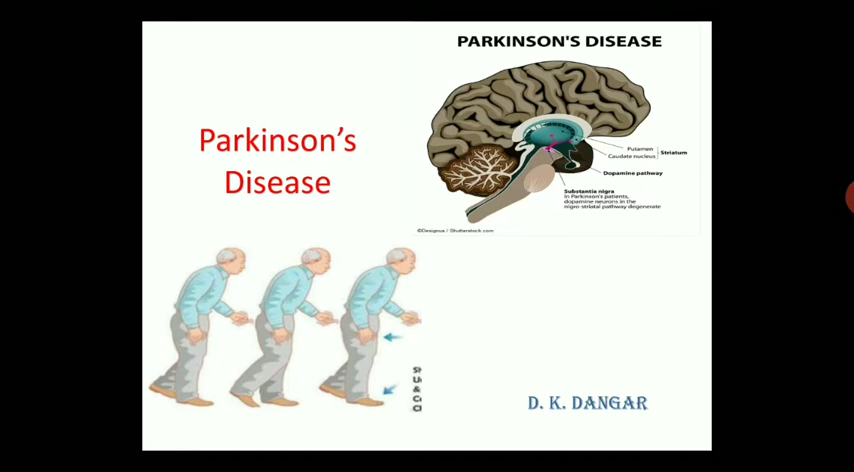 PARKINSON'S DISEASE
Parkinson's
Disease
Putamen
Caudate nucleus
Striatum
Dopamine pathway
Substantia nigra
In Parkinson's patients,
dopamine neurons in the
nigro-striatal pathway degenerate
©Designua / Shutterstock.com
D. K. DANGAR